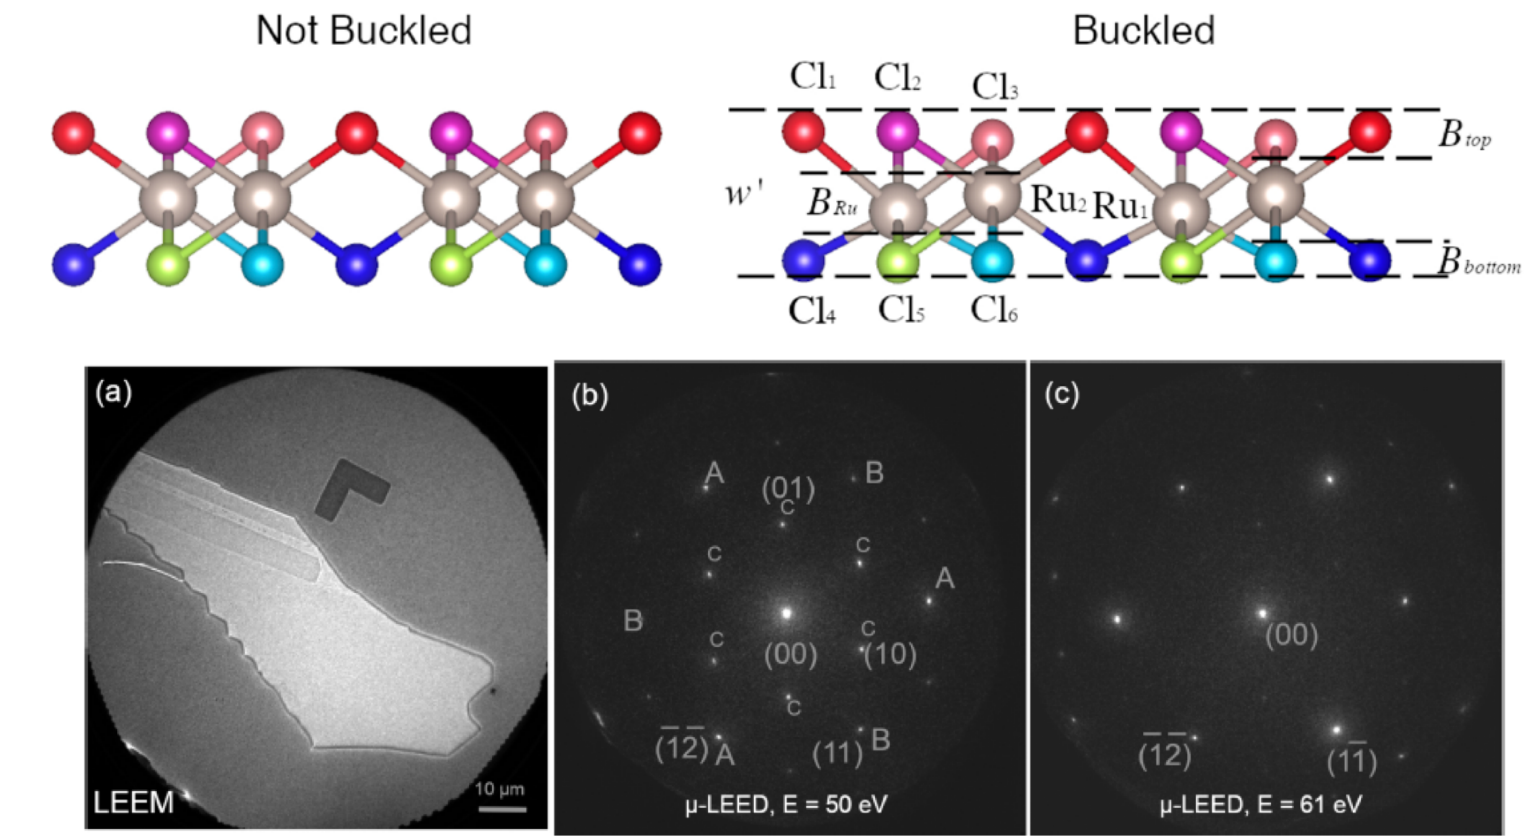 Not Buckled
Buckled
Cl₁ Cl₂ Cl₃
B top
w'
B Ru
Ru₂ Ru₁
B bottom
Cl₄ Cl₅ Cl₆
(a)
LEEM
10 μm
(b)
A
B
(01)
C
C
C
A
B
C
C
(00)
(10)
C
(1̅2̅)
A
(11)
B
μ-LEED, E = 50 eV
(c)
(00)
(1̅2̅)
(11̅)
μ-LEED, E = 61 eV